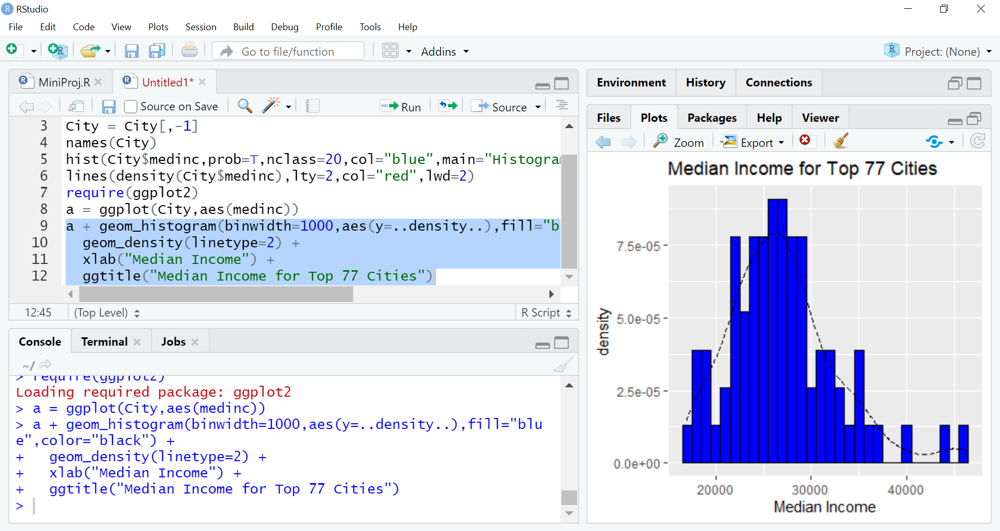 RStudio
File Edit Code View Plots Session Build Debug Profile Tools Help
Go to file/function Addins Project: (None)
MiniProj.R Untitled1*
Source on Save Run Source
3 City = City[,-1]
4 names(City)
5 hist(City$medinc,prob=T,nclass=20,col="blue",main="Histogra
6 lines(density(City$medinc),lty=2,col="red",lwd=2)
7 require(ggplot2)
8 a = ggplot(City,aes(medinc))
9 a + geom_histogram(binwidth=1000,aes(y=..density..),fill="b
10 geom_density(linetype=2) +
11 xlab("Median Income") +
12 ggtitle("Median Income for Top 77 Cities")
12:45 (Top Level) R Script
Console Terminal Jobs
~/
> require(ggplot2)
Loading required package: ggplot2
> a = ggplot(City,aes(medinc))
> a + geom_histogram(binwidth=1000,aes(y=..density..),fill="blu
e",color="black") +
+ geom_density(linetype=2) +
+ xlab("Median Income") +
+ ggtitle("Median Income for Top 77 Cities")
>
Environment History Connections
Files Plots Packages Help Viewer
Zoom Export
Median Income for Top 77 Cities
7.5e-05
5.0e-05
density
2.5e-05
0.0e+00
20000 30000 40000
Median Income